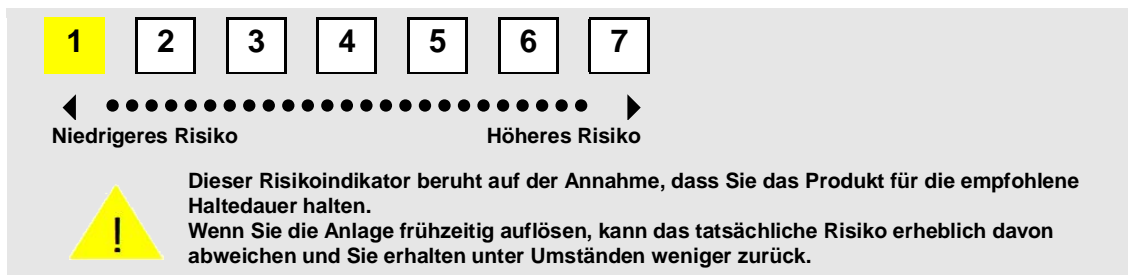 1 2 3 4 5 6 7
Niedrigeres Risiko Höheres Risiko
Dieser Risikoindikator beruht auf der Annahme, dass Sie das Produkt für die empfohlene
Haltedauer halten.
Wenn Sie die Anlage frühzeitig auflösen, kann das tatsächliche Risiko erheblich davon
abweichen und Sie erhalten unter Umständen weniger zurück.
!